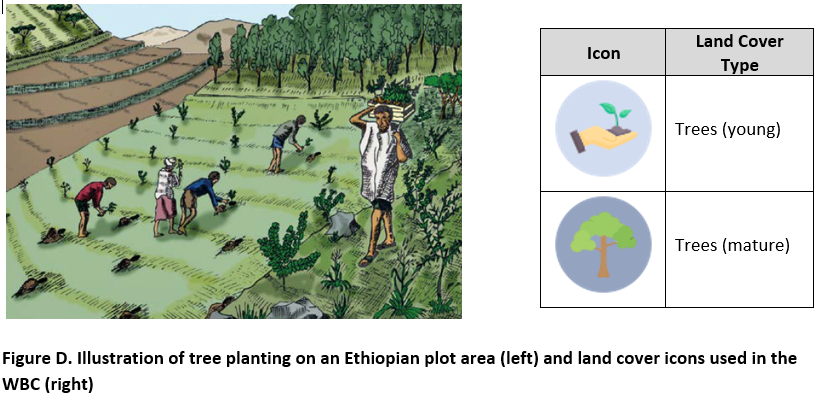 Icon
Land Cover
Type
Trees (young)
Trees (mature)
Figure D. Illustration of tree planting on an Ethiopian plot area (left) and land cover icons used in the
WBC (right)